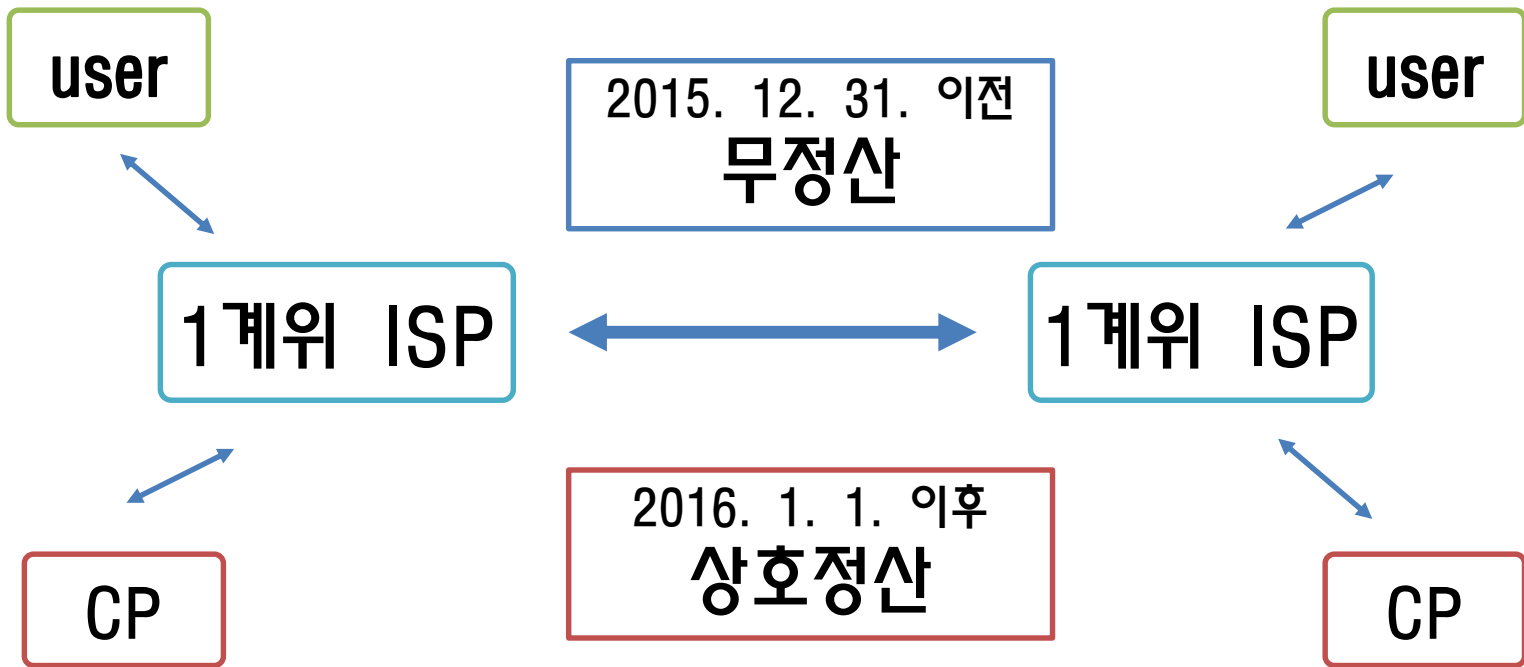 user
user
2015. 12. 31. 이전
무정산
1계위 ISP
1계위 ISP
2016. 1. 1. 이후
상호정산
CP
CP